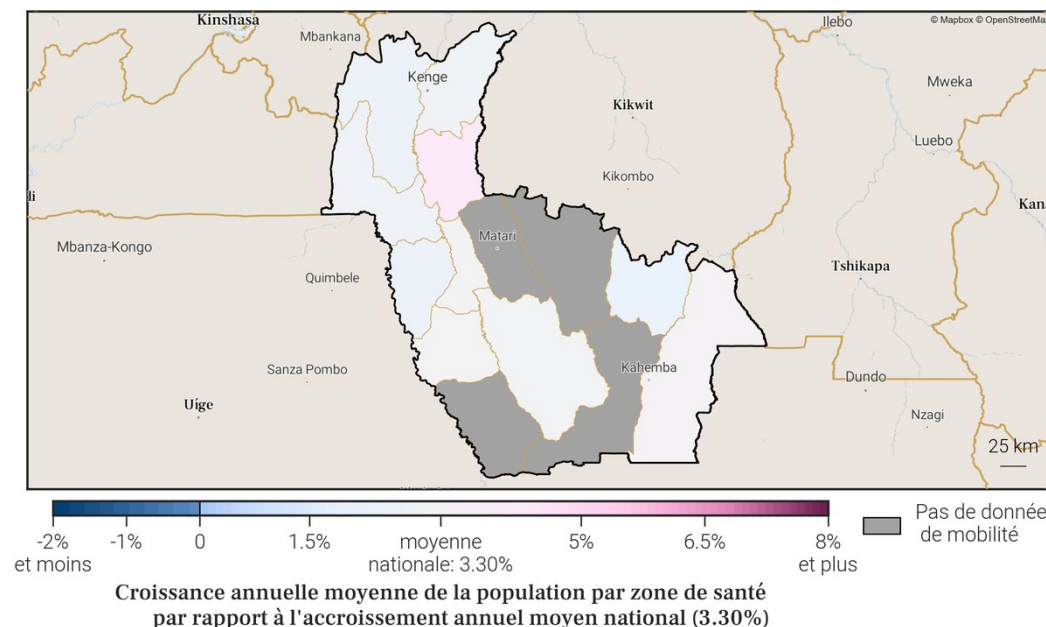 Kinshasa
Mbankana
Ilebo
© Mapbox © OpenStreetMa
Kenge
Mweka
Kikwit
Luebo
Kikombo
li
Kana
Mbanza-Kongo
Matari
Quimbele
Tshikapa
Sanza Pombo
Kahemba
Dundo
Uíge
Nzagi
25 km
-2%
et moins
-1%
0
1.5%
moyenne
nationale: 3.30%
5%
6.5%
8%
et plus
Pas de donnée
de mobilité
Croissance annuelle moyenne de la population par zone de santé
par rapport à l'accroissement annuel moyen national (3.30%)